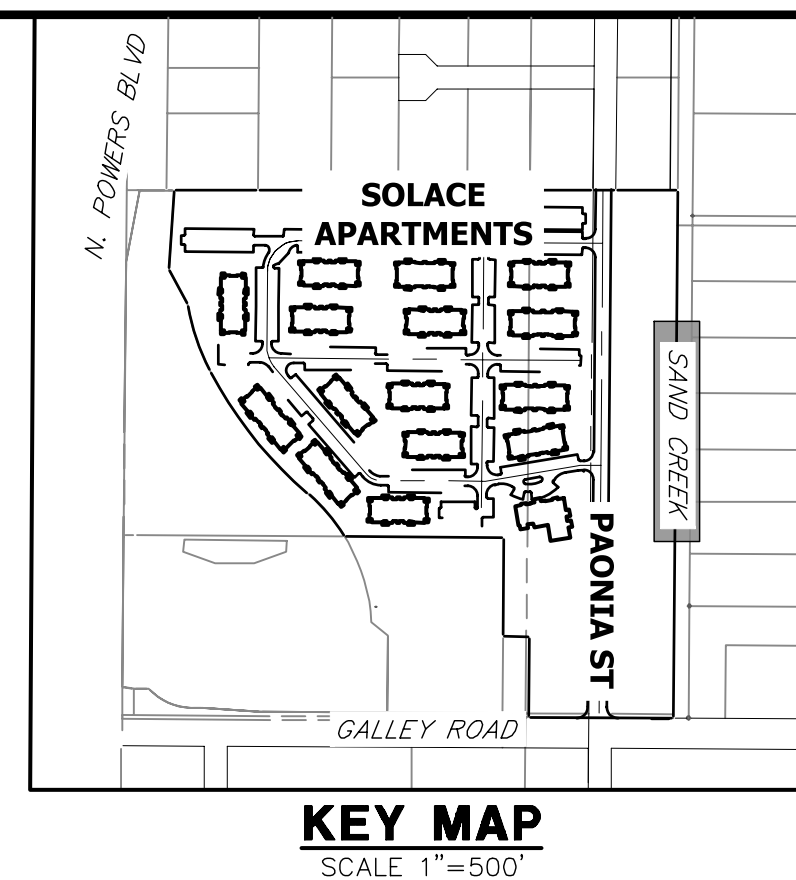 N. POWERS BLVD
SOLACE
APARTMENTS
SAND CREEK
PAONIA ST
GALLEY ROAD
KEY MAP
SCALE 1"=500'